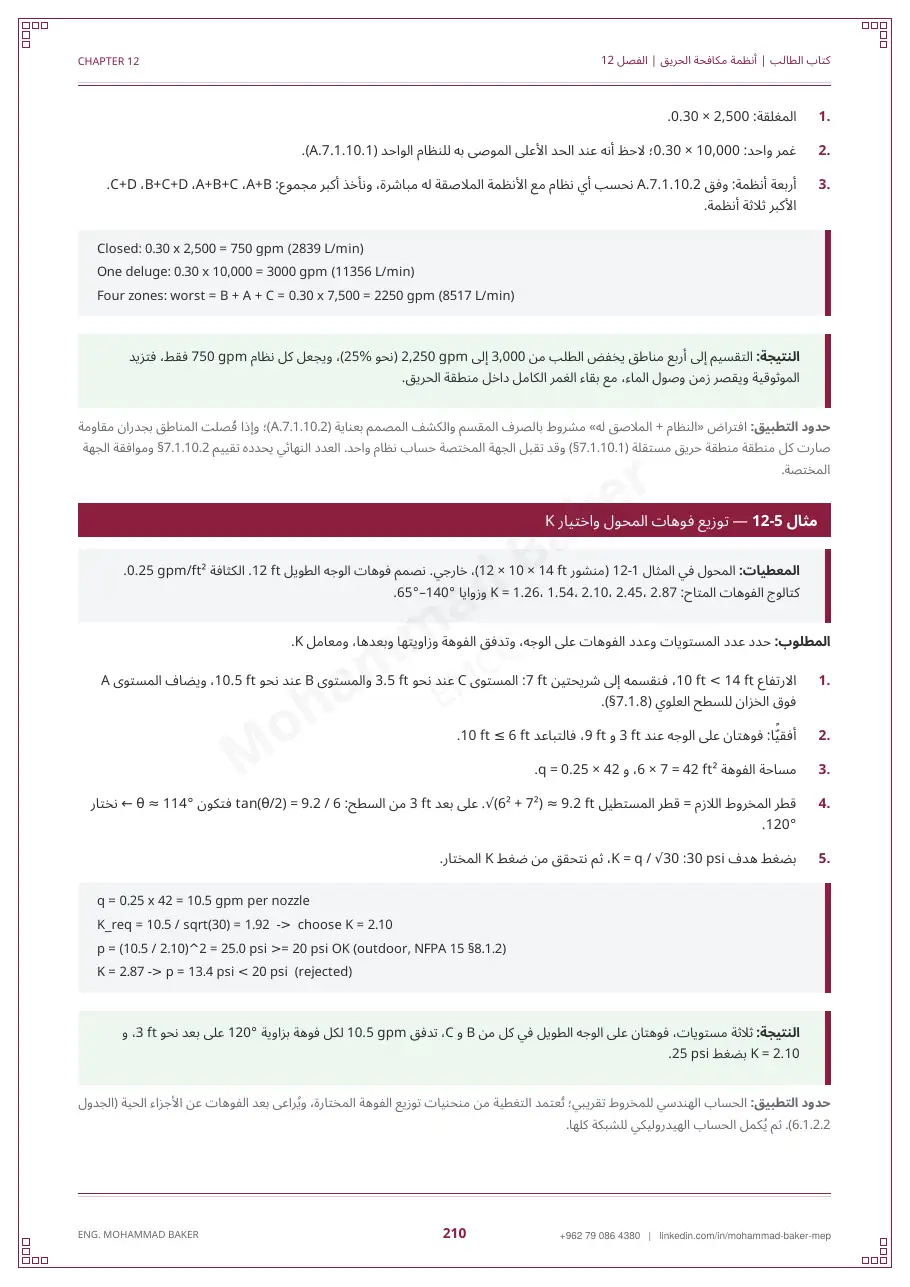 كتاب الطالب | أنظمة مكافحة الحريق | الفصل 12
CHAPTER 12
1. المغلقة: 2,500 × 0.30.
2. غمر واحد: 10,000 × 0.30؛ لاحظ أنه عند الحد الأعلى الموصى به للنظام الواحد (A.7.1.10.1).
3. أربعة أنظمة: وفق A.7.1.10.2 نحسب أي نظام مع الأنظمة الملاصقة له مباشرة، ونأخذ أكبر مجموع: A+B، A+B+C، B+C+D، C+D.
الأكبر ثلاثة أنظمة.
Closed: 0.30 x 2,500 = 750 gpm (2839 L/min)
One deluge: 0.30 x 10,000 = 3000 gpm (11356 L/min)
Four zones: worst = B + A + C = 0.30 x 7,500 = 2250 gpm (8517 L/min)
النتيجة: التقسيم إلى أربع مناطق يخفض الطلب من 3,000 إلى 2,250 gpm (نحو 25%)، ويجعل كل نظام 750 gpm فقط، فتزيد
الموثوقية ويقصر زمن وصول الماء، مع بقاء الغمر الكامل داخل منطقة الحريق.
حدود التطبيق: افتراض «النظام + الملاصق له» مشروط بالصرف المقسم والكشف المصمم بعناية (A.7.1.10.2)؛ وإذا فُصلت المناطق بجدران مقاومة
صارت كل منطقة منطقة حريق مستقلة (§7.1.10.1) وقد تقبل الجهة المختصة حساب نظام واحد. العدد النهائي يحدده تقييم §7.1.10.2 وموافقة الجهة
المختصة.
مثال 5-12 — توزيع فوهات المحول واختيار K
المعطيات: المحول في المثال 1-12 (منشور 12 × 10 × 14 ft)، خارجي. نصمم فوهات الوجه الطويل 12 ft. الكثافة 0.25 gpm/ft².
كتالوج الفوهات المتاح: K = 1.26، 1.54، 2.10، 2.45، 2.87 وزوايا 65°–140°.
المطلوب: حدد عدد المستويات وعدد الفوهات على الوجه، وتدفق الفوهة وزاويتها وبعدها، ومعامل K.
1. الارتفاع 14 ft > 10 ft، فنقسمه إلى شريحتين 7 ft: المستوى C عند نحو 3.5 ft والمستوى B عند نحو 10.5 ft، ويضاف المستوى A
فوق الخزان للسطح العلوي (§7.1.8).
2. أفقيًّا: فوهتان على الوجه عند 3 ft و 9 ft، فالتباعد 6 ft ≤ 10 ft.
3. مساحة الفوهة 6 × 7 = 42 ft²، و q = 0.25 × 42.
4. قطر المخروط اللازم = قطر المستطيل √(6² + 7²) ≈ 9.2 ft. على بعد 3 ft من السطح: tan(θ/2) = 9.2 / 6 فتكون θ ≈ 114° ← نختار
120°.
5. بضغط هدف 30 psi: K = q / √30، ثم نتحقق من ضغط K المختار.
q = 0.25 x 42 = 10.5 gpm per nozzle
K_req = 10.5 / sqrt(30) = 1.92 -> choose K = 2.10
p = (10.5 / 2.10)^2 = 25.0 psi >= 20 psi OK (outdoor, NFPA 15 §8.1.2)
K = 2.87 -> p = 13.4 psi < 20 psi (rejected)
النتيجة: ثلاثة مستويات، فوهتان على الوجه الطويل في كل من B و C، تدفق 10.5 gpm لكل فوهة بزاوية 120° على بعد نحو 3 ft، و
K = 2.10 بضغط 25 psi.
حدود التطبيق: الحساب الهندسي للمخروط تقريبي؛ تُعتمد التغطية من منحنيات توزيع الفوهة المختارة، ويُراعى بعد الفوهات عن الأجزاء الحية (الجدول
6.1.2.2). ثم يُكمل الحساب الهيدروليكي للشبكة كلها.
Mohammad Baker
ENG. MOHAMMAD BAKER
210
+962 79 086 4380 | linkedin.com/in/mohammad-baker-mep